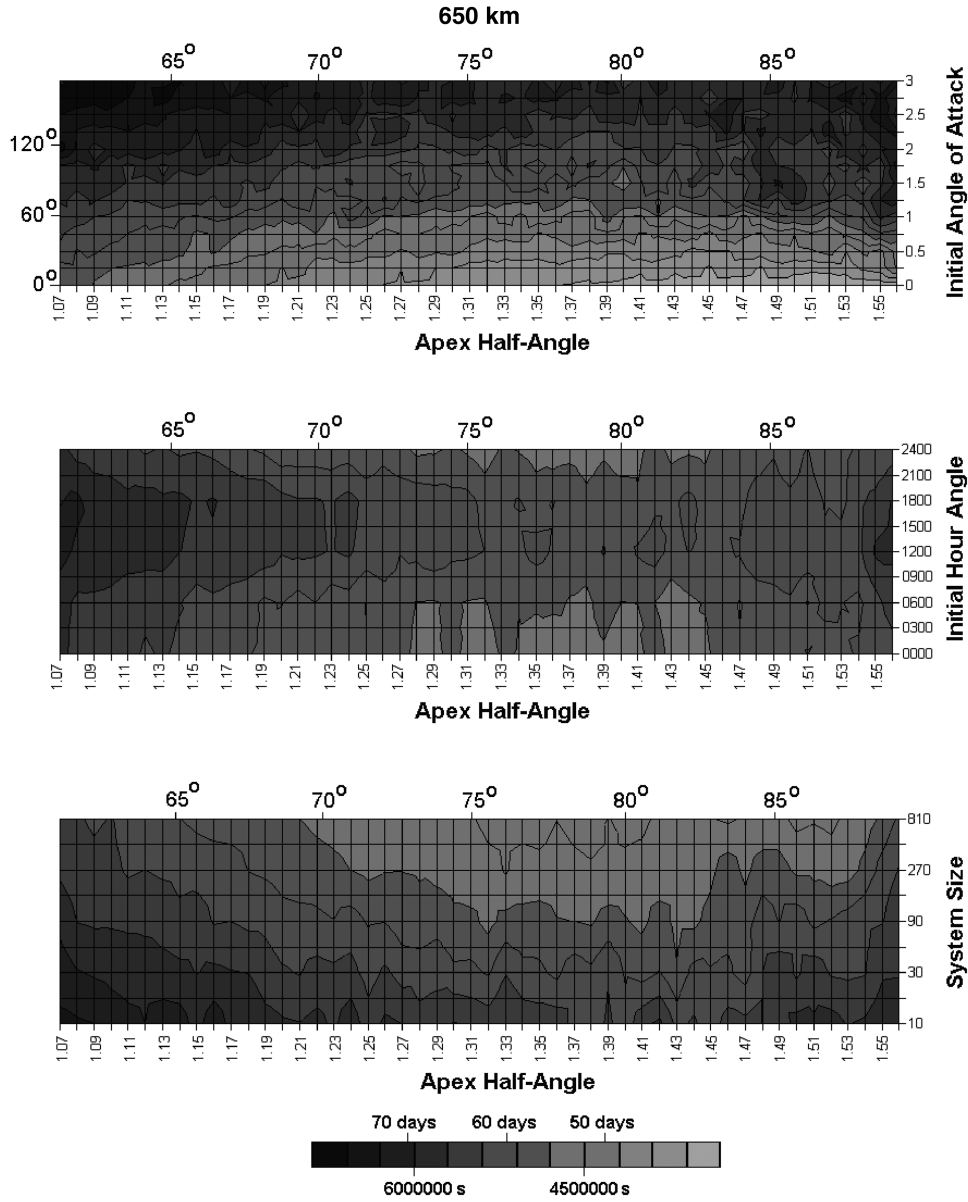 650 km
65° 70° 75° 80° 85°
3
2.5
120° 2
1.5
60° 1
0.5
0° 0
Initial Angle of Attack
1.07 1.09 1.11 1.13 1.15 1.17 1.19 1.21 1.23 1.25 1.27 1.29 1.31 1.33 1.35 1.37 1.39 1.41 1.43 1.45 1.47 1.49 1.51 1.53 1.55
Apex Half-Angle
65° 70° 75° 80° 85°
2400
2100
1800
1500
1200
0900
0600
0300
0000
Initial Hour Angle
1.07 1.09 1.11 1.13 1.15 1.17 1.19 1.21 1.23 1.25 1.27 1.29 1.31 1.33 1.35 1.37 1.39 1.41 1.43 1.45 1.47 1.49 1.51 1.53 1.55
Apex Half-Angle
65° 70° 75° 80° 85°
810
270
90
30
10
System Size
1.07 1.09 1.11 1.13 1.15 1.17 1.19 1.21 1.23 1.25 1.27 1.29 1.31 1.33 1.35 1.37 1.39 1.41 1.43 1.45 1.47 1.49 1.51 1.53 1.55
Apex Half-Angle
70 days 60 days 50 days
6000000 s 4500000 s